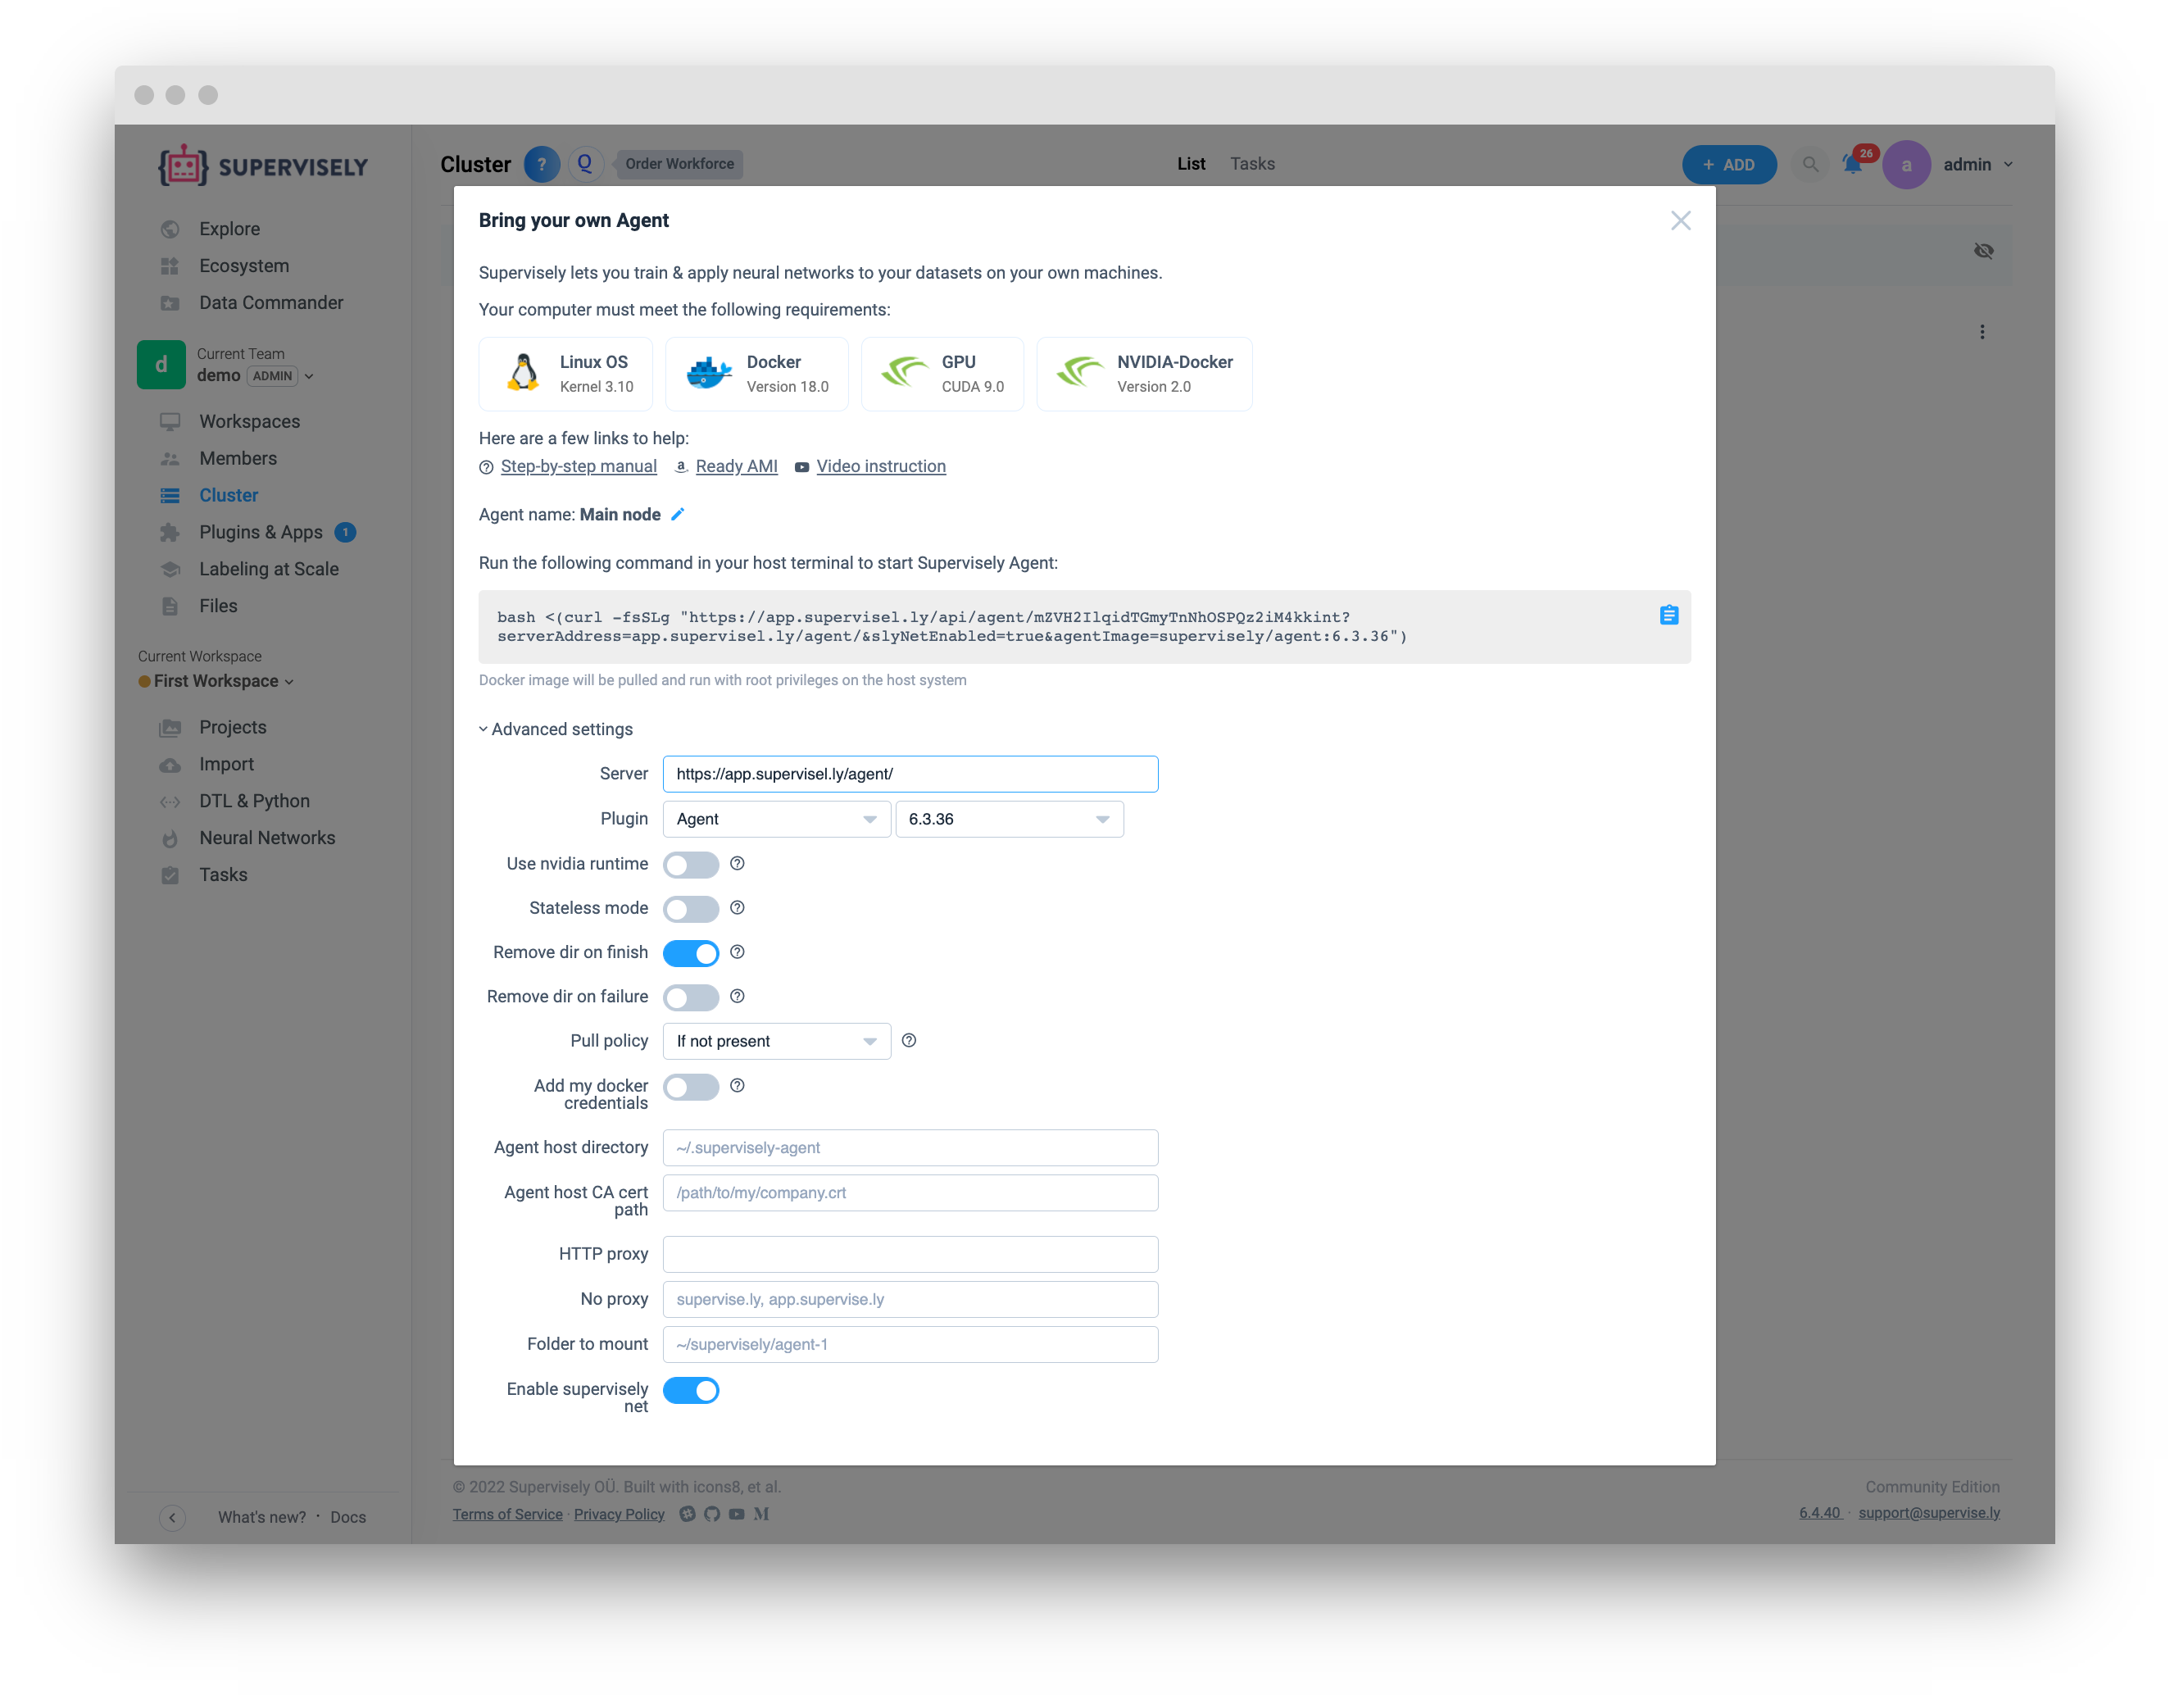 SUPERVISELY
Explore
Ecosystem
Data Commander
d
Current Team
demo ADMIN
Workspaces
Members
Cluster
Plugins & Apps 1
Labeling at Scale
Files
Current Workspace
First Workspace
Projects
Import
DTL & Python
Neural Networks
Tasks
What's new? · Docs
Cluster ? Q Order Workforce
List Tasks
+ ADD
26
a
admin
Bring your own Agent
Supervisely lets you train & apply neural networks to your datasets on your own machines.
Your computer must meet the following requirements:
Linux OS
Kernel 3.10
Docker
Version 18.0
GPU
CUDA 9.0
NVIDIA-Docker
Version 2.0
Here are a few links to help:
Step-by-step manual Ready AMI Video instruction
Agent name: Main node
Run the following command in your host terminal to start Supervisely Agent:
bash <(curl -fsSLg "https://app.supervisel.ly/api/agent/mZVH2IlqidTGmyTnNhOSPQz2iM4kkint?
serverAddress=app.supervisel.ly/agent/&slyNetEnabled=true&agentImage=supervisely/agent:6.3.36")
Docker image will be pulled and run with root privileges on the host system
Advanced settings
Server https://app.supervisel.ly/agent/
Plugin Agent 6.3.36
Use nvidia runtime
Stateless mode
Remove dir on finish
Remove dir on failure
Pull policy If not present
Add my docker
credentials
Agent host directory ~/.supervisely-agent
Agent host CA cert /path/to/my/company.crt
path
HTTP proxy
No proxy supervise.ly, app.supervise.ly
Folder to mount ~/supervisely/agent-1
Enable supervisely
net
© 2022 Supervisely OÜ. Built with icons8, et al.
Terms of Service · Privacy Policy
Community Edition
6.4.40 · support@supervise.ly